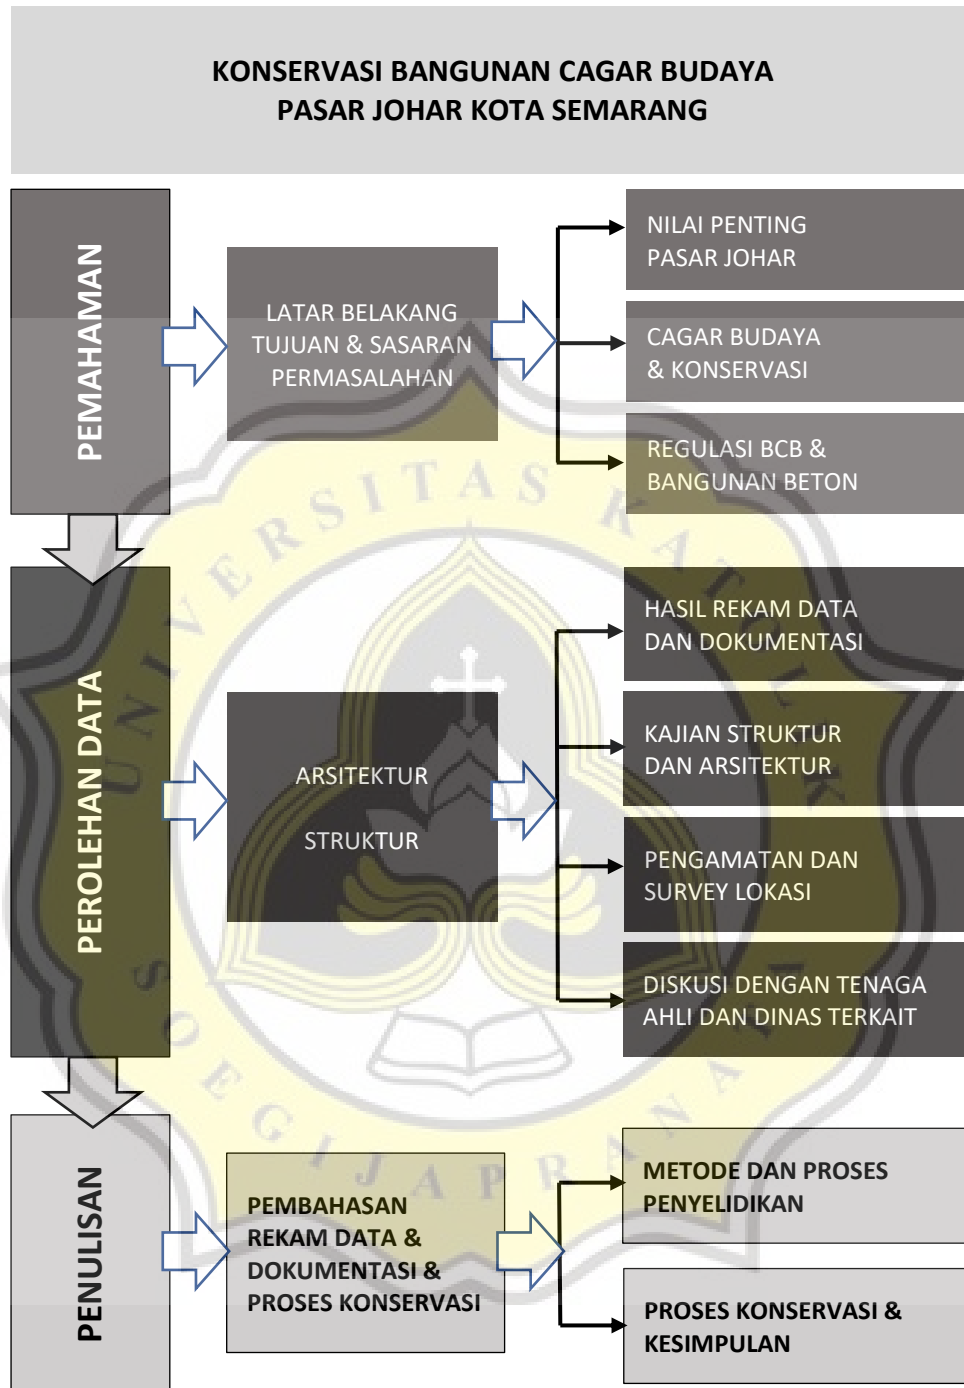 KONSERVASI BANGUNAN CAGAR BUDAYA
PASAR JOHAR KOTA SEMARANG
PEMAHAMAN
LATAR BELAKANG
TUJUAN & SASARAN
PERMASALAHAN
NILAI PENTING
PASAR JOHAR
CAGAR BUDAYA
& KONSERVASI
REGULASI BCB &
BANGUNAN BETON
PEROLEHAN DATA
ARSITEKTUR
STRUKTUR
HASIL REKAM DATA
DAN DOKUMENTASI
KAJIAN STRUKTUR
DAN ARSITEKTUR
PENGAMATAN DAN
SURVEY LOKASI
DISKUSI DENGAN TENAGA
AHLI DAN DINAS TERKAIT
PENULISAN
PEMBAHASAN
REKAM DATA &
DOKUMENTASI &
PROSES KONSERVASI
METODE DAN PROSES
PENYELIDIKAN
PROSES KONSERVASI &
KESIMPULAN
UNIVERSITAS KATOLIK
SOEGIJAPRANATA